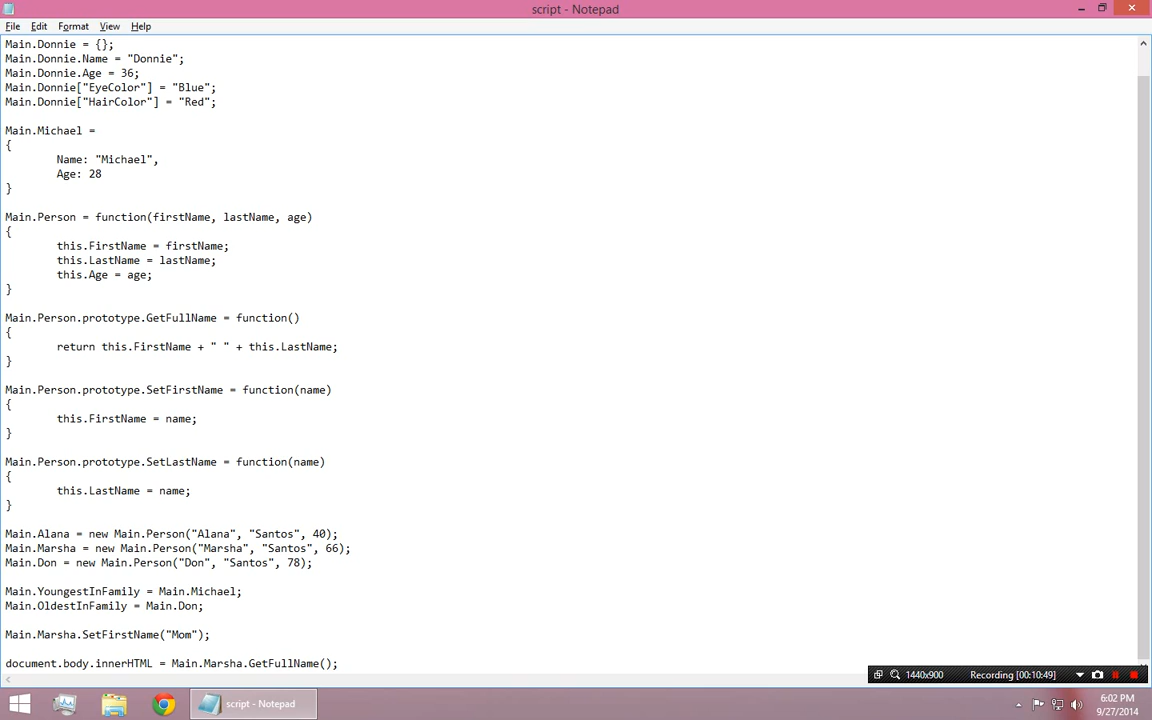 script - Notepad
File Edit Format View Help
Main.Donnie = {};
Main.Donnie.Name = "Donnie";
Main.Donnie.Age = 36;
Main.Donnie["EyeColor"] = "Blue";
Main.Donnie["HairColor"] = "Red";
Main.Michael =
{
Name: "Michael",
Age: 28
}
Main.Person = function(firstName, lastName, age)
{
this.FirstName = firstName;
this.LastName = lastName;
this.Age = age;
}
Main.Person.prototype.GetFullName = function()
{
return this.FirstName + " " + this.LastName;
}
Main.Person.prototype.SetFirstName = function(name)
{
this.FirstName = name;
}
Main.Person.prototype.SetLastName = function(name)
{
this.LastName = name;
}
Main.Alana = new Main.Person("Alana", "Santos", 40);
Main.Marsha = new Main.Person("Marsha", "Santos", 66);
Main.Don = new Main.Person("Don", "Santos", 78);
Main.YoungestInFamily = Main.Michael;
Main.OldestInFamily = Main.Don;
Main.Marsha.SetFirstName("Mom");
document.body.innerHTML = Main.Marsha.GetFullName();
1440x900 Recording [00:10:49]
script - Notepad
6:02 PM
9/27/2014